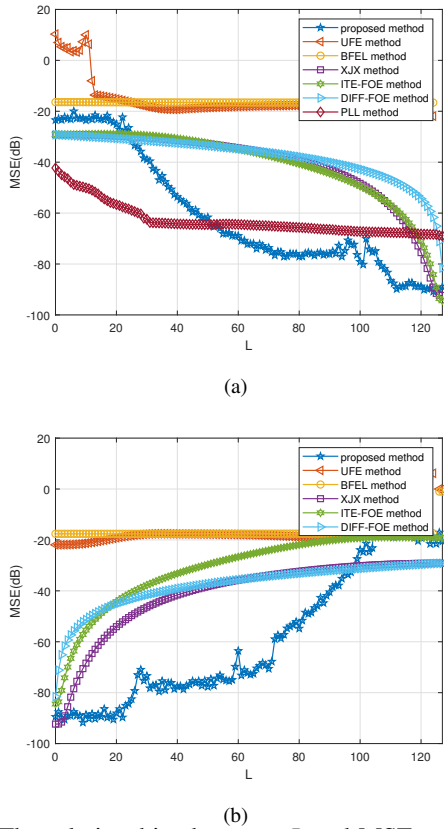 20
0
-20
-40
-60
-80
-100
MSE(dB)
proposed method
UFE method
BFEL method
XJX method
ITE-FOE method
DIFF-FOE method
PLL method
0 20 40 60 80 100 120
L
(a)
20
0
-20
-40
-60
-80
-100
MSE(dB)
proposed method
UFE method
BFEL method
XJX method
ITE-FOE method
DIFF-FOE method
0 20 40 60 80 100 120
L
(b)